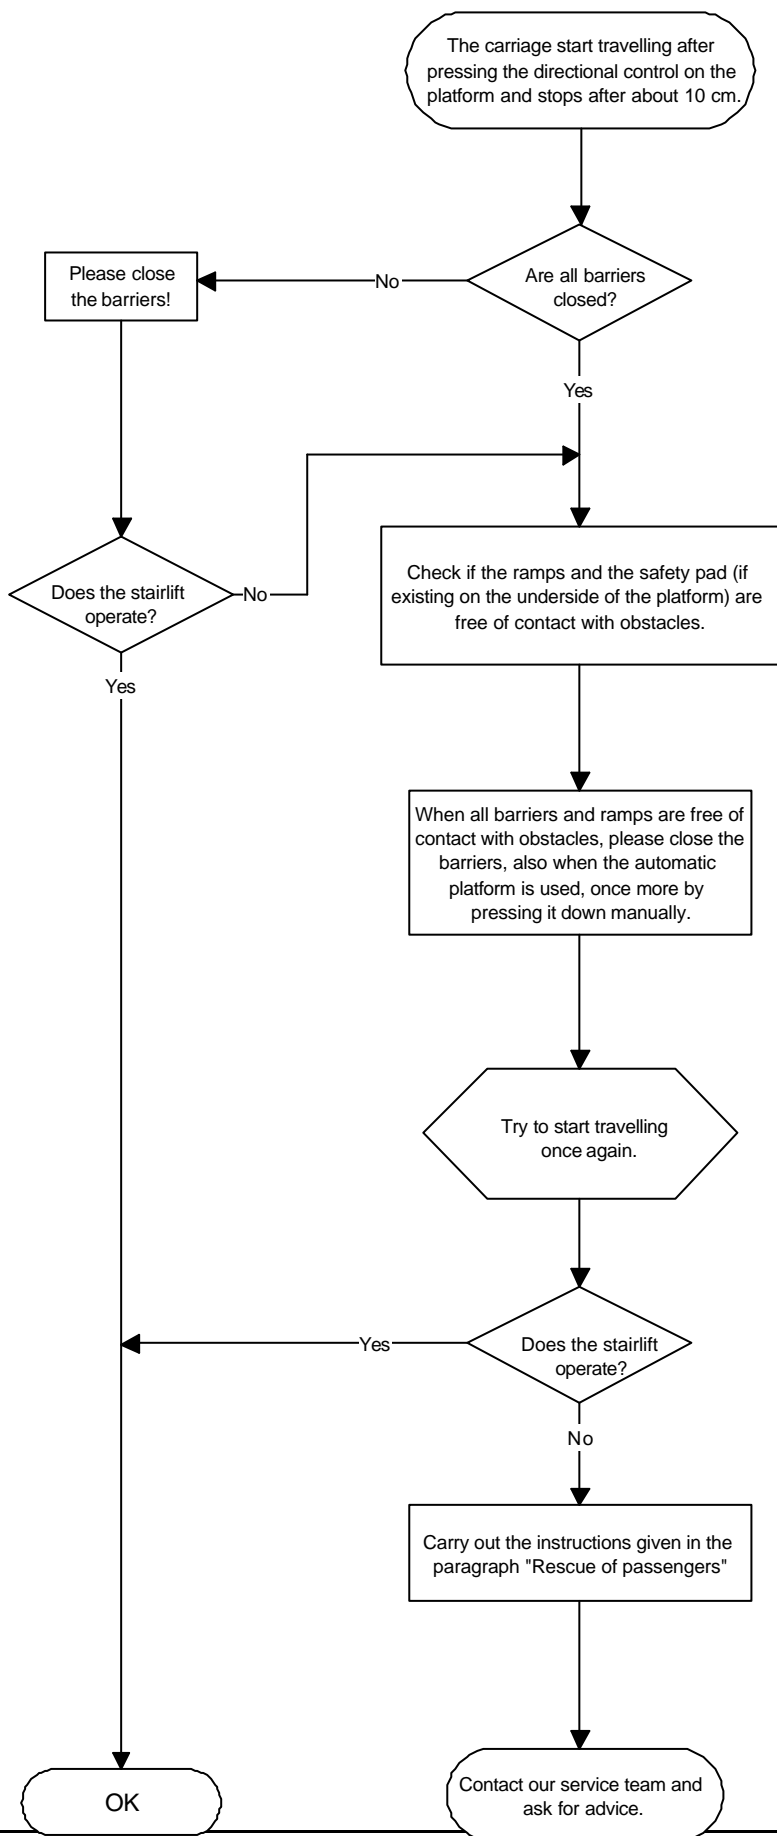 The carriage start travelling after
pressing the directional control on the
platform and stops after about 10 cm.
Are all barriers
closed?
No
Please close
the barriers!
Yes
Does the stairlift
operate?
No
Yes
Check if the ramps and the safety pad (if
existing on the underside of the platform) are
free of contact with obstacles.
When all barriers and ramps are free of
contact with obstacles, please close the
barriers, also when the automatic
platform is used, once more by
pressing it down manually.
Try to start travelling
once again.
Does the stairlift
operate?
Yes
No
Carry out the instructions given in the
paragraph "Rescue of passengers"
OK
Contact our service team and
ask for advice.